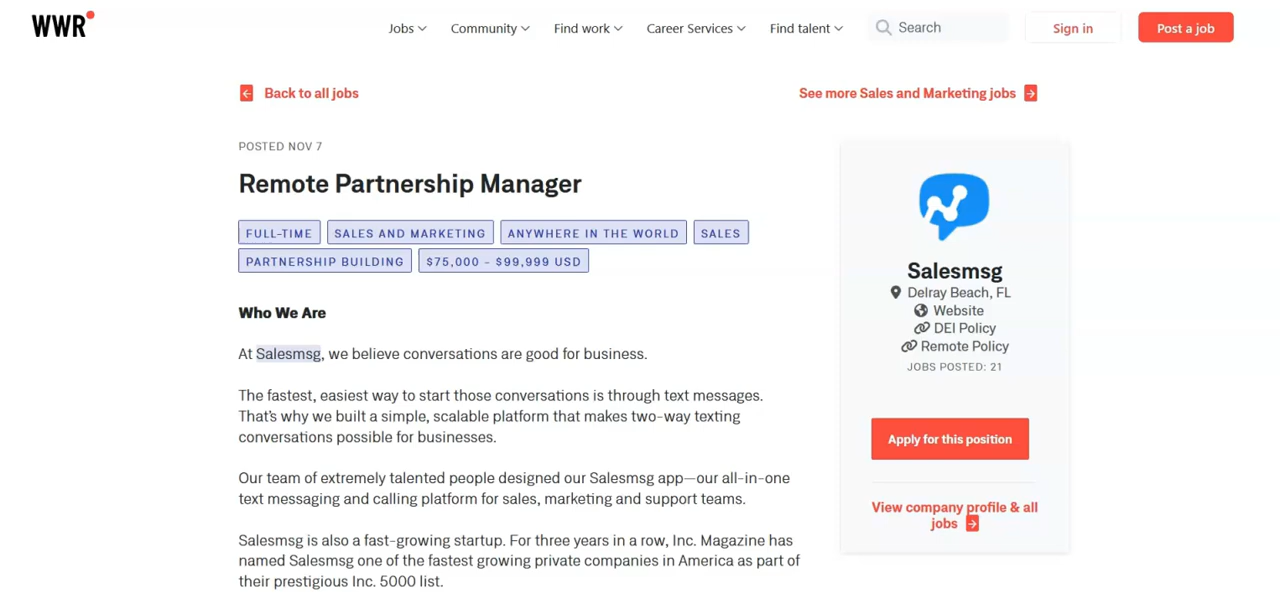 WWR
Jobs
Community
Find work
Career Services
Find talent
Search
Sign in
Post a job
Back to all jobs
See more Sales and Marketing jobs
POSTED NOV 7
Remote Partnership Manager
FULL-TIME
SALES AND MARKETING
ANYWHERE IN THE WORLD
SALES
PARTNERSHIP BUILDING
$75,000 - $99,999 USD
Who We Are
At Salesmsg, we believe conversations are good for business.
The fastest, easiest way to start those conversations is through text messages.
That's why we built a simple, scalable platform that makes two-way texting
conversations possible for businesses.
Our team of extremely talented people designed our Salesmsg app—our all-in-one
text messaging and calling platform for sales, marketing and support teams.
Salesmsg is also a fast-growing startup. For three years in a row, Inc. Magazine has
named Salesmsg one of the fastest growing private companies in America as part of
their prestigious Inc. 5000 list.
Salesmsg
Delray Beach, FL
Website
DEI Policy
Remote Policy
JOBS POSTED: 21
Apply for this position
View company profile & all
jobs